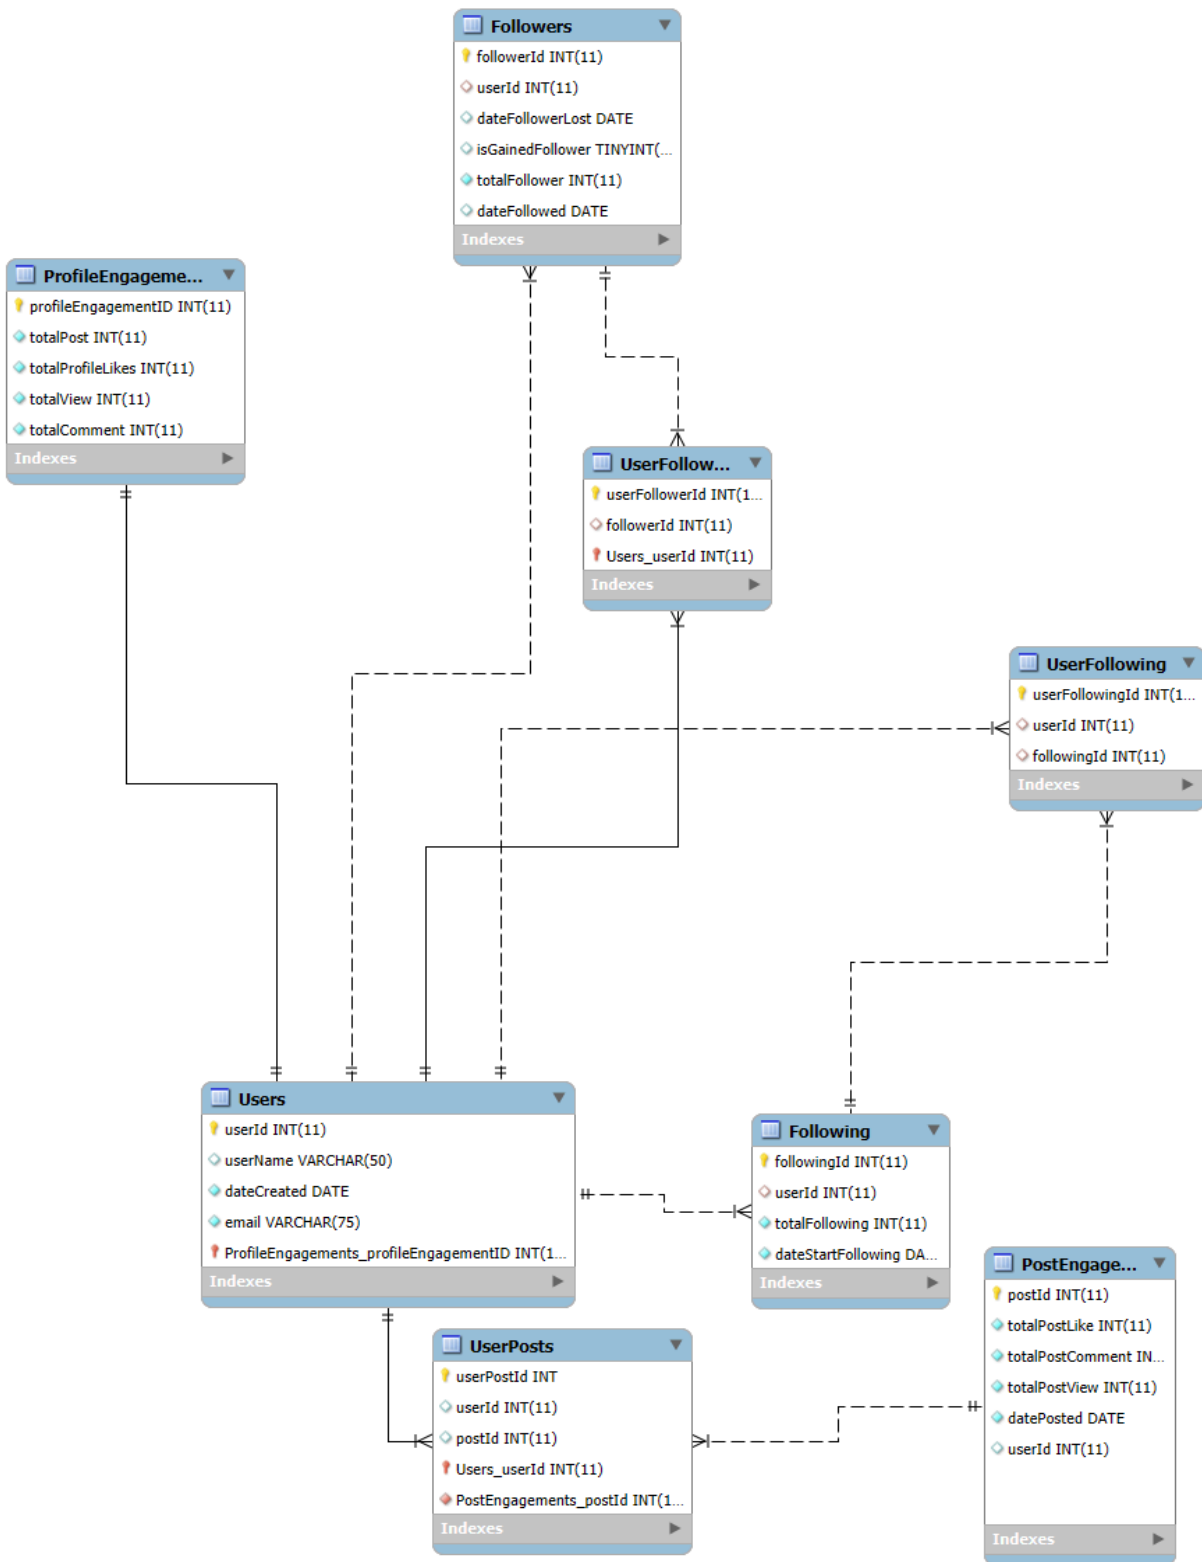 Followers
followerId INT(11)
userId INT(11)
dateFollowerLost DATE
isGainedFollower TINYINT(...
totalFollower INT(11)
dateFollowed DATE
Indexes
ProfileEngageme...
profileEngagementID INT(11)
totalPost INT(11)
totalProfileLikes INT(11)
totalView INT(11)
totalComment INT(11)
Indexes
UserFollow...
userFollowerId INT(1...
followerId INT(11)
Users_userId INT(11)
Indexes
UserFollowing
userFollowingId INT(1...
userId INT(11)
followingId INT(11)
Indexes
Users
userId INT(11)
userName VARCHAR(50)
dateCreated DATE
email VARCHAR(75)
ProfileEngagements_profileEngagementID INT(1...
Indexes
Following
followingId INT(11)
userId INT(11)
totalFollowing INT(11)
dateStartFollowing DA...
Indexes
PostEngage...
postId INT(11)
totalPostLike INT(11)
totalPostComment IN...
totalPostView INT(11)
datePosted DATE
userId INT(11)
Indexes
UserPosts
userPostId INT
userId INT(11)
postId INT(11)
Users_userId INT(11)
PostEngagements_postId INT(1...
Indexes